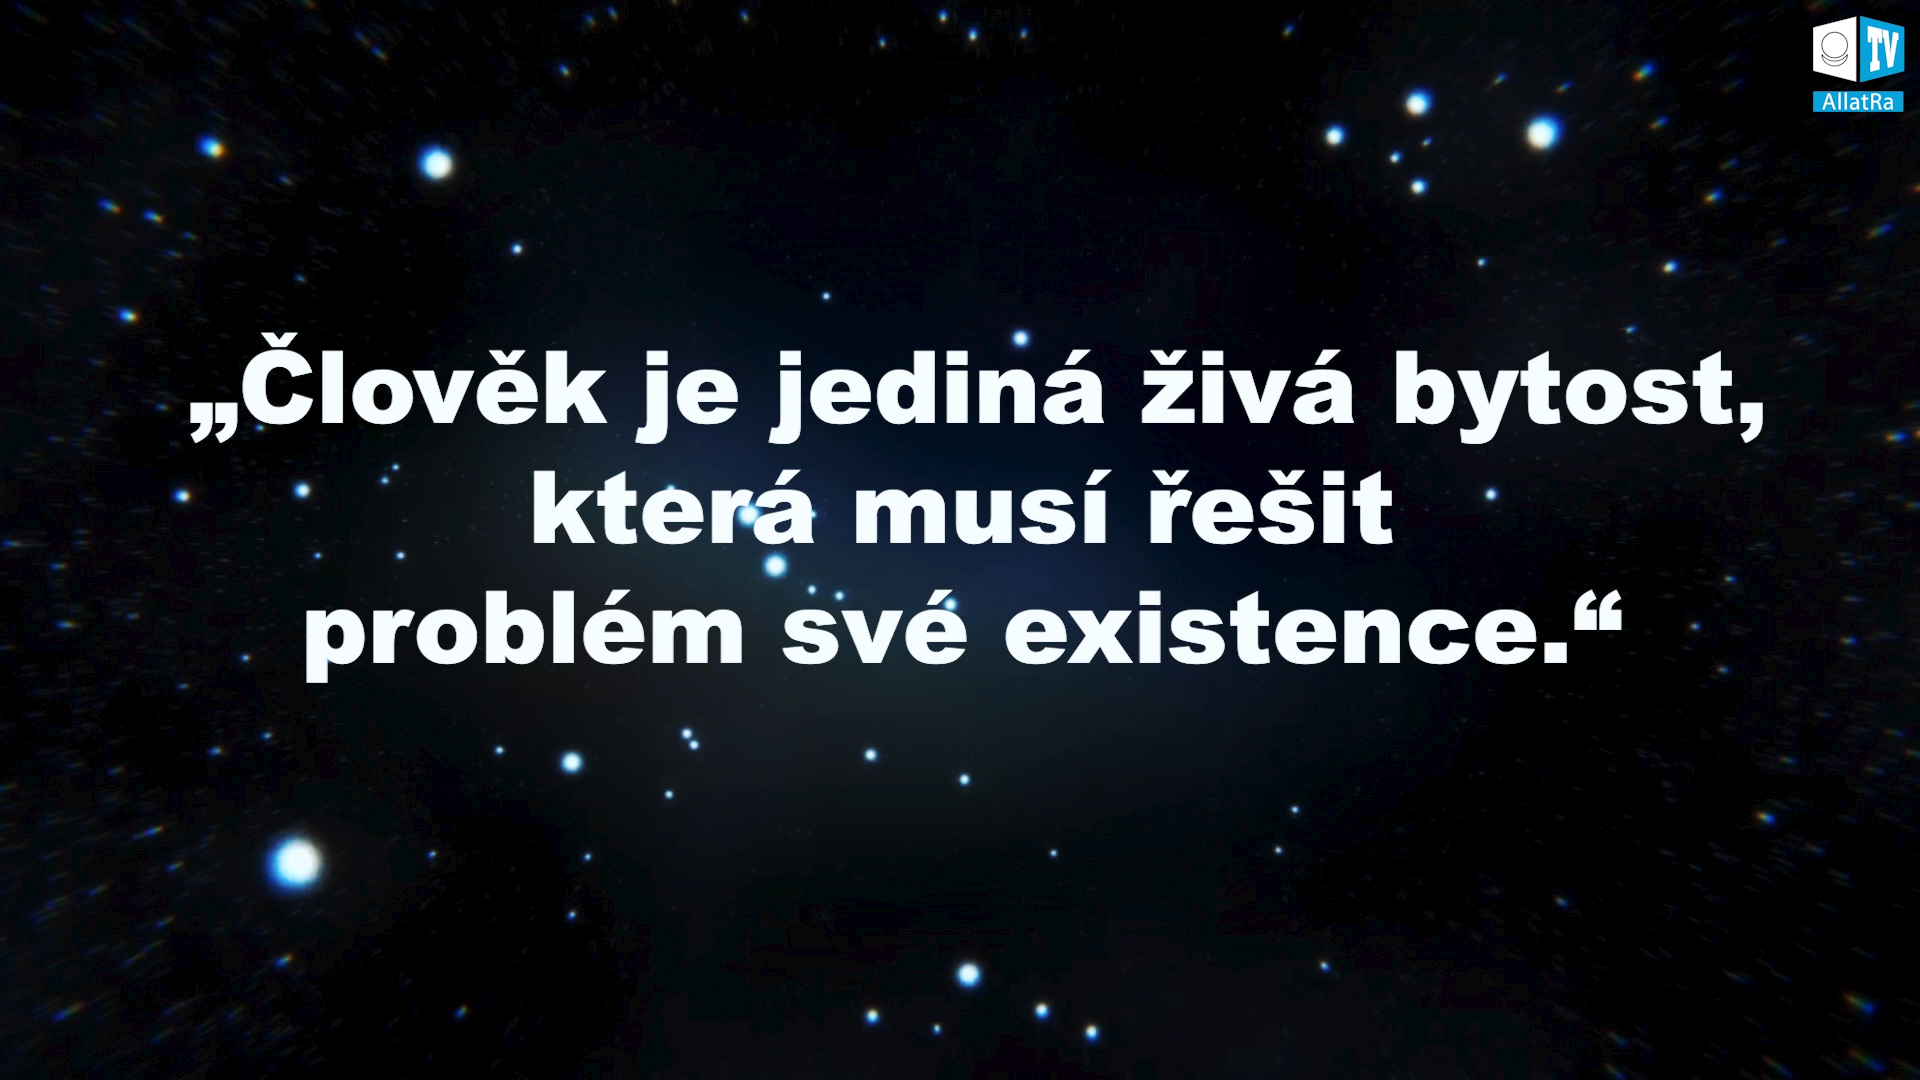 TV
AllatRa
„Člověk je jediná živá bytost,
která musí řešit
problém své existence.“